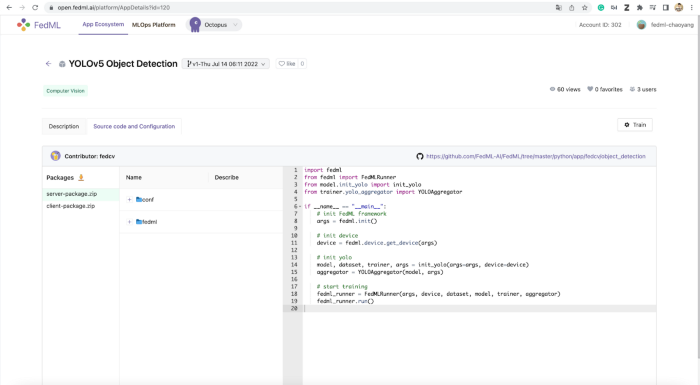 open.fedml.ai/platform/AppDetails?id=120
FedML
App Ecosystem
MLOps Platform
Octopus
Account ID: 302
fedml-chaoyang
YOLOv5 Object Detection
v1-Thu Jul 14 06:11 2022
like 0
Computer Vision
60 views
0 favorites
3 users
Description
Source code and Configuration
Train
Contributor: fedcv
https://github.com/FedML-AI/FedML/tree/master/python/app/fedcv/object_detection
Packages
Name
Describe
server-package.zip
client-package.zip
conf
fedml
1 import fedml
2 from fedml import FedMLRunner
3 from model.init_yolo import init_yolo
4 from trainer.yolo_aggregator import YOLOAggregator
5
6 if __name__ == "__main__":
7 # init FedML framework
8 args = fedml.init()
9
10 # init device
11 device = fedml.device.get_device(args)
12
13 # init yolo
14 model, dataset, trainer, args = init_yolo(args=args, device=device)
15 aggregator = YOLOAggregator(model, args)
16
17 # start training
18 fedml_runner = FedMLRunner(args, device, dataset, model, trainer, aggregator)
19 fedml_runner.run()
20